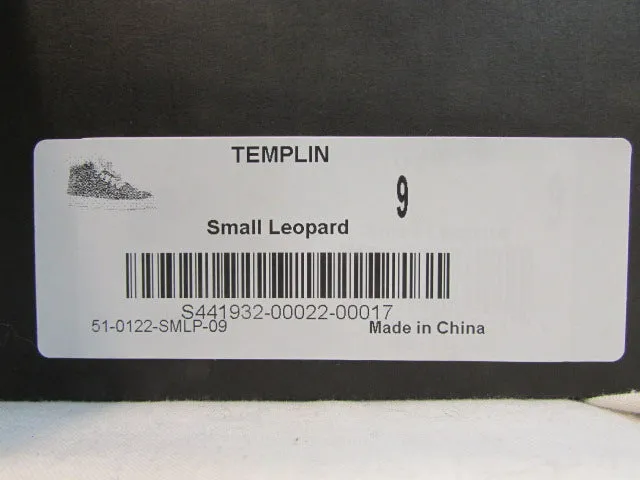 TEMPLIN
9
Small Leopard
S441932-00022-00017
51-0122-SMLP-09
Made in China